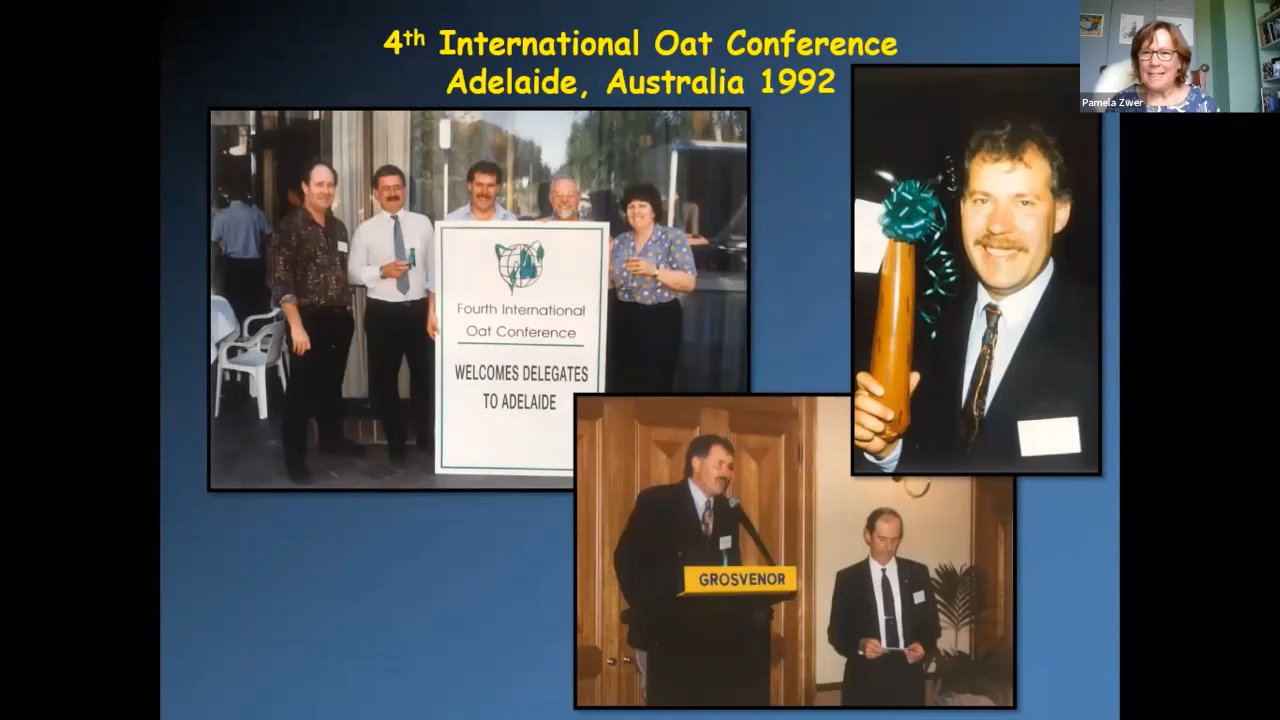 4th International Oat Conference
Adelaide, Australia 1992
Pamela Zwer
Fourth International
Oat Conference
WELCOMES DELEGATES
TO ADELAIDE
GROSVENOR